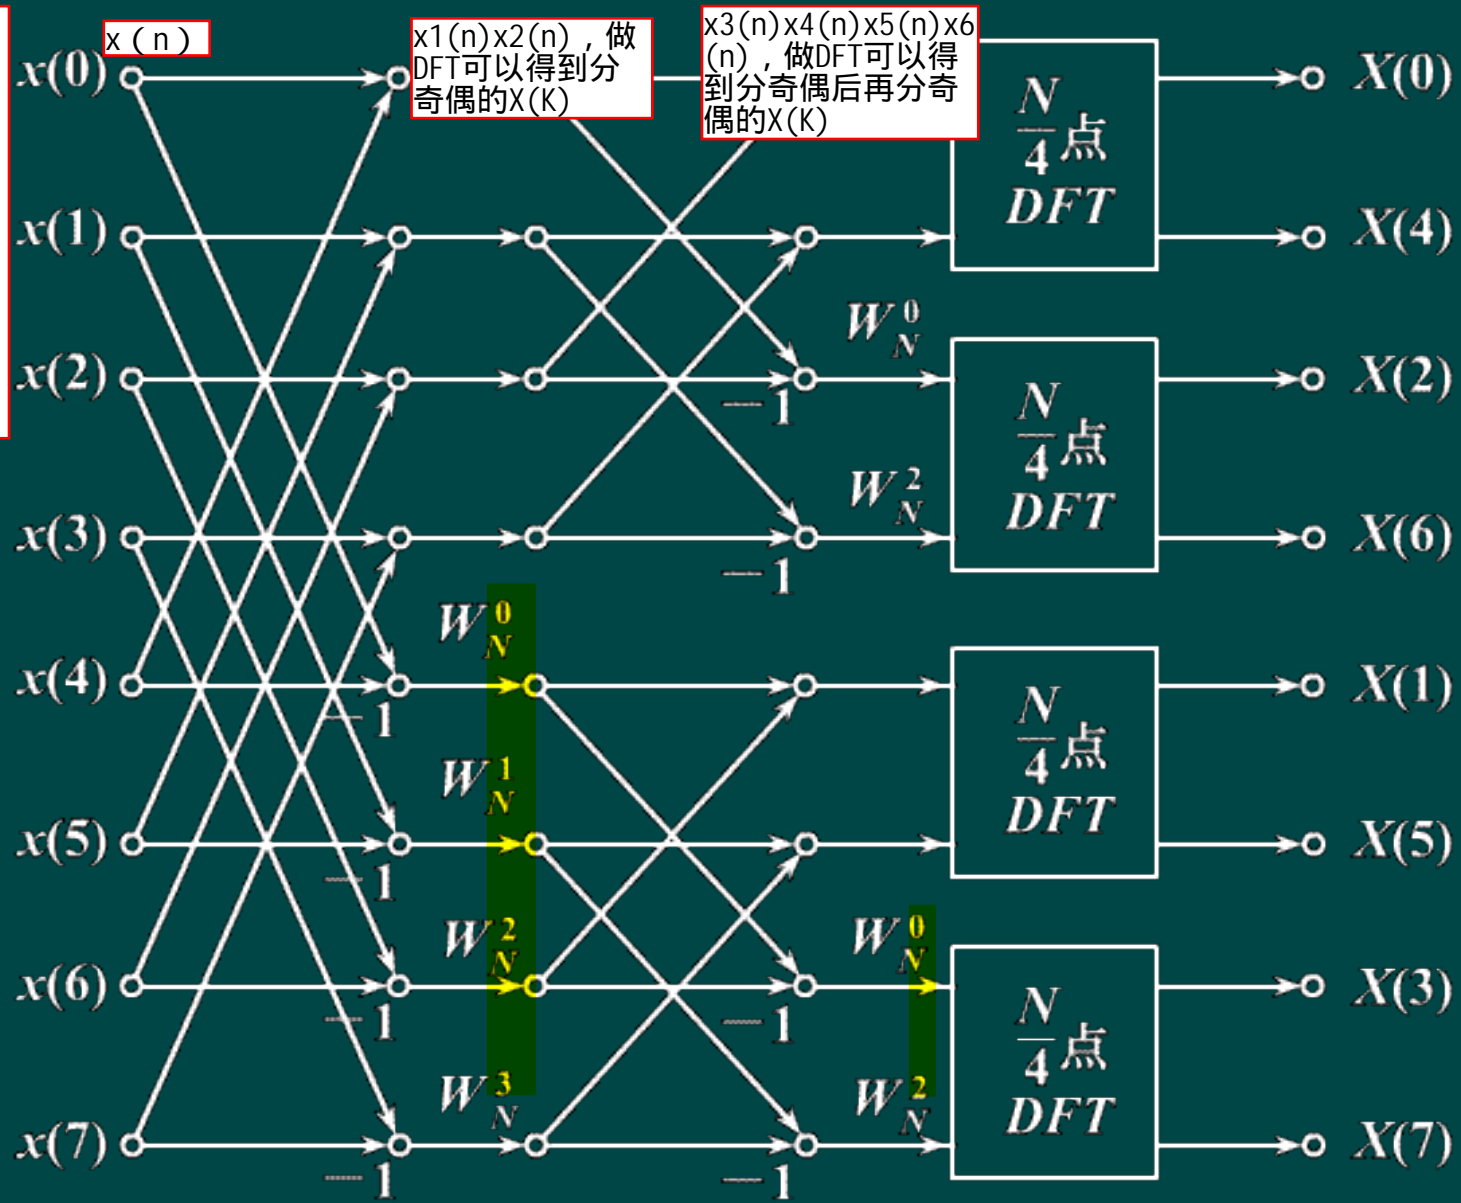 x（n）
x1(n)x2(n)，做
DFT可以得到分
奇偶的X(K)
x3(n)x4(n)x5(n)x6
(n)，做DFT可以得
到分奇偶后再分奇
偶的X(K)
x(0)
N/4点
DFT
X(0)
x(1)
X(4)
W_N^0
x(2)
-1
N/4点
DFT
X(2)
W_N^2
x(3)
-1
X(6)
W_N^0
x(4)
-1
N/4点
DFT
X(1)
W_N^1
x(5)
-1
X(5)
W_N^2
W_N^0
x(6)
-1
-1
N/4点
DFT
X(3)
W_N^3
W_N^2
x(7)
-1
-1
X(7)